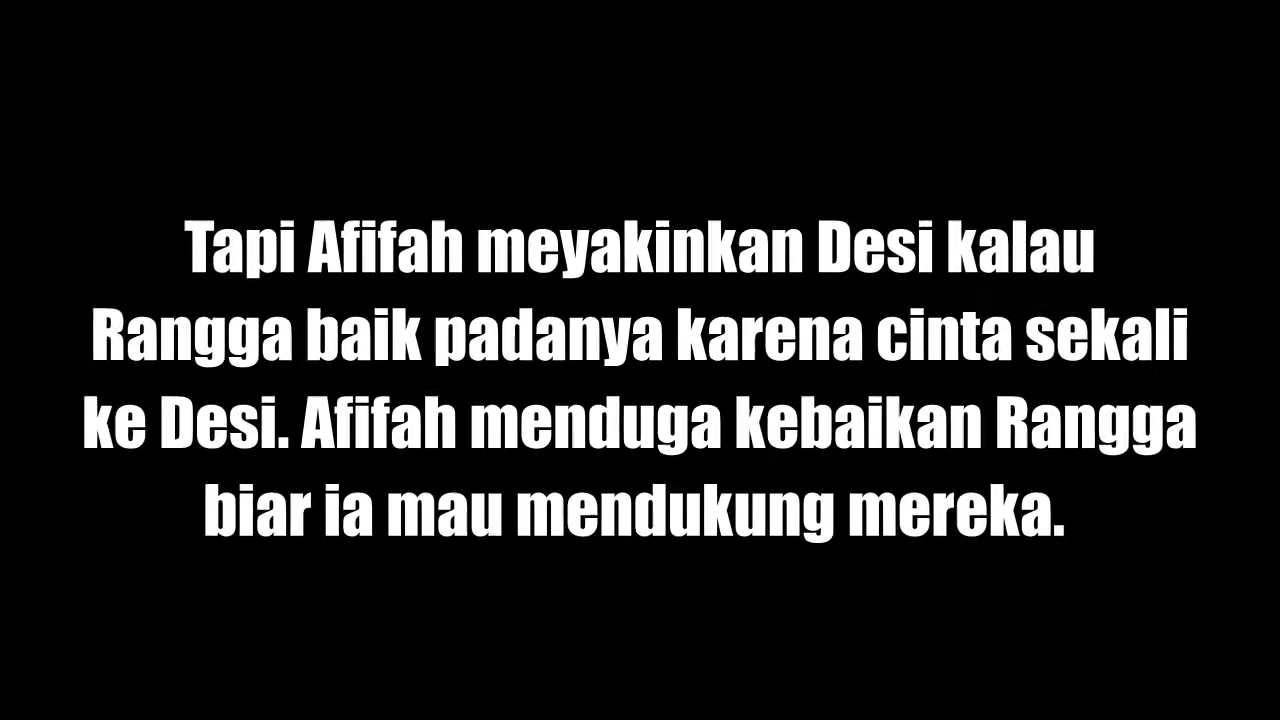 Tapi Afifah meyakinkan Desi kalau
Rangga baik padanya karena cinta sekali
ke Desi. Afifah menduga kebaikan Rangga
biar ia mau mendukung mereka.